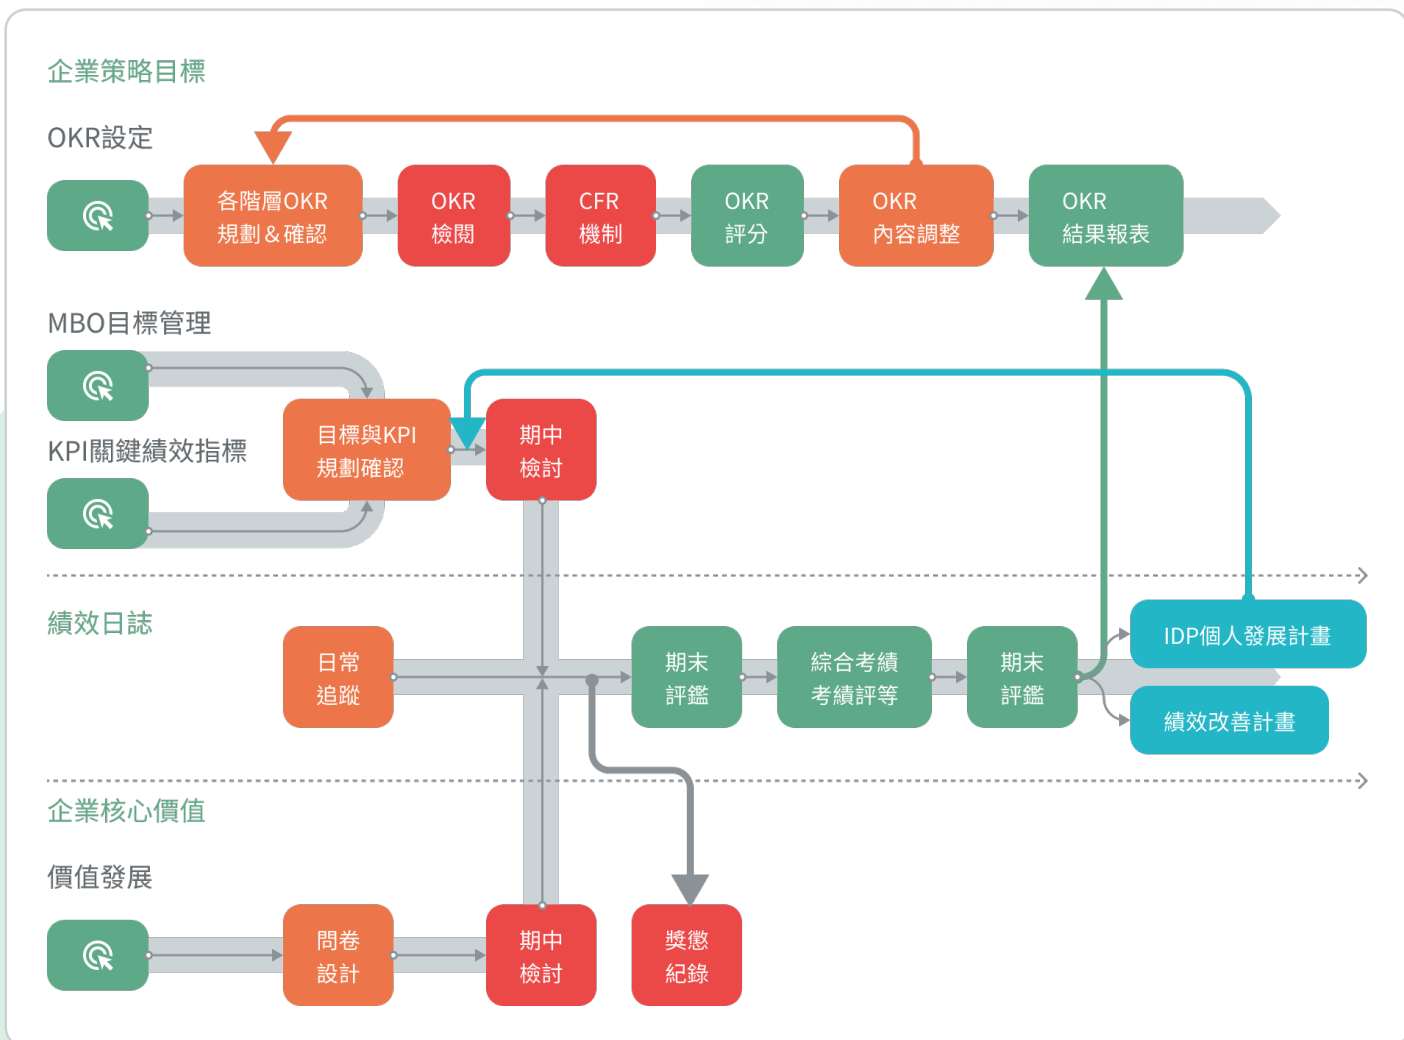 企業策略目標
OKR設定
各階層OKR
規劃＆確認
OKR
檢閱
CFR
機制
OKR
評分
OKR
內容調整
OKR
結果報表
MBO目標管理
KPI關鍵績效指標
目標與KPI
規劃確認
期中
檢討
績效日誌
日常
追蹤
期末
評鑑
綜合考績
考績評等
期末
評鑑
IDP個人發展計畫
績效改善計畫
企業核心價值
價值發展
問卷
設計
期中
檢討
獎懲
紀錄